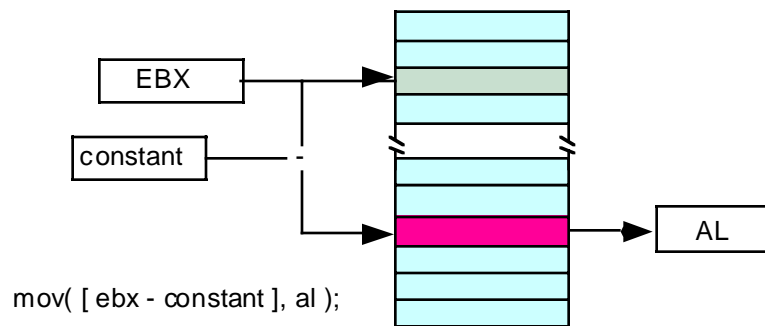 EBX
constant
-
AL
mov( [ ebx - constant ], al );